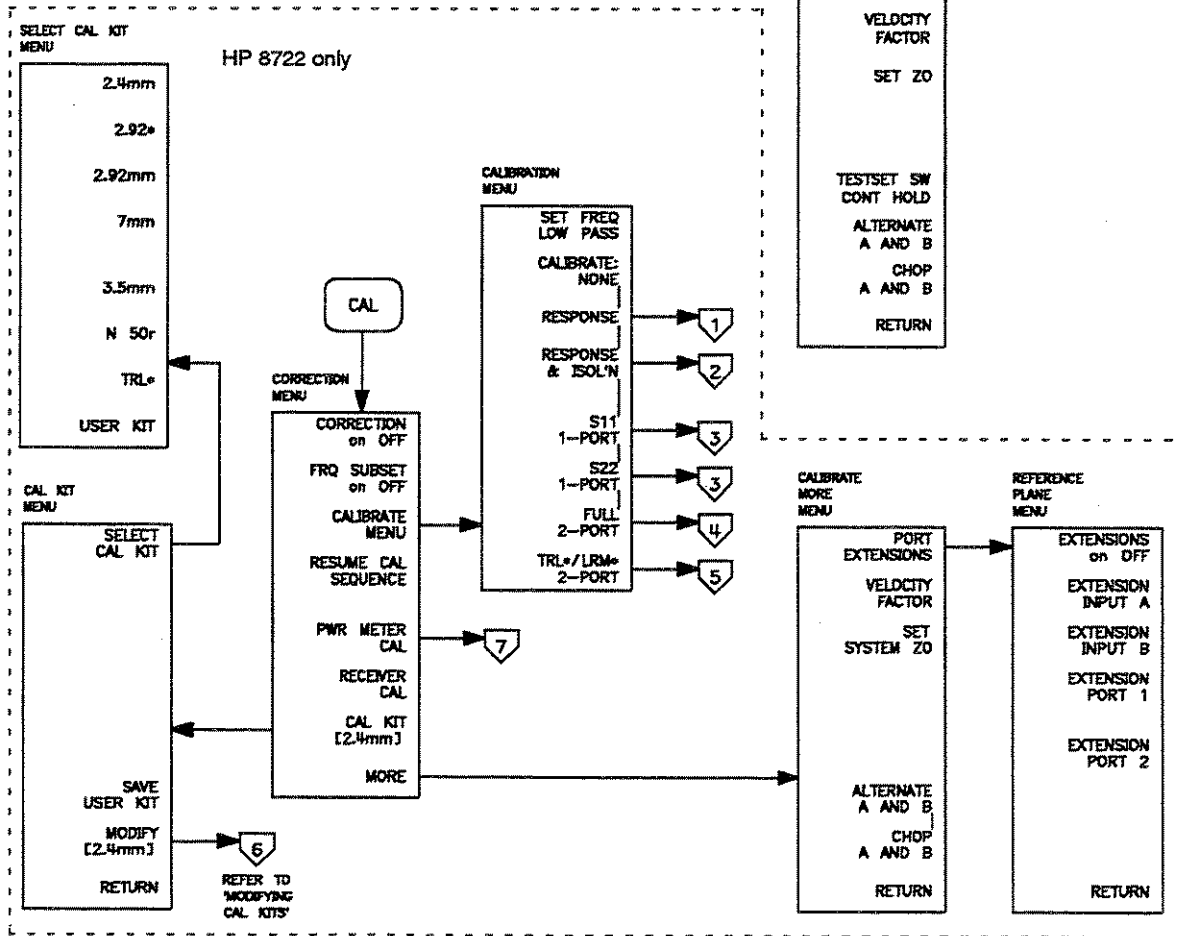 SELECT CAL KIT
MENU
HP 8722 only
2.4mm
2.92*
2.92mm
7mm
3.5mm
N 50r
TRL*
USER KIT
VELOCITY
FACTOR
SET ZO
TESTSET SW
CONT HOLD
ALTERNATE
A AND B
CHOP
A AND B
RETURN
CAL
CALIBRATION
MENU
SET FREQ
LOW PASS
CALIBRATE:
NONE
RESPONSE
1
RESPONSE
& ISOL'N
2
S11
1-PORT
3
S22
1-PORT
3
FULL
2-PORT
4
TRL*/LRM*
2-PORT
5
CORRECTION
MENU
CORRECTION
on OFF
FRQ SUBSET
on OFF
CALIBRATE
MENU
RESUME CAL
SEQUENCE
PWR METER
CAL
7
RECEIVER
CAL
CAL KIT
[2.4mm]
MORE
CAL KIT
MENU
SELECT
CAL KIT
SAVE
USER KIT
MODIFY
[2.4mm]
RETURN
6
REFER TO
'MODIFYING
CAL KITS'
CALIBRATE
MORE
MENU
PORT
EXTENSIONS
VELOCITY
FACTOR
SET
SYSTEM ZO
ALTERNATE
A AND B
CHOP
A AND B
RETURN
REFERENCE
PLANE
MENU
EXTENSIONS
on OFF
EXTENSION
INPUT A
EXTENSION
INPUT B
EXTENSION
PORT 1
EXTENSION
PORT 2
RETURN